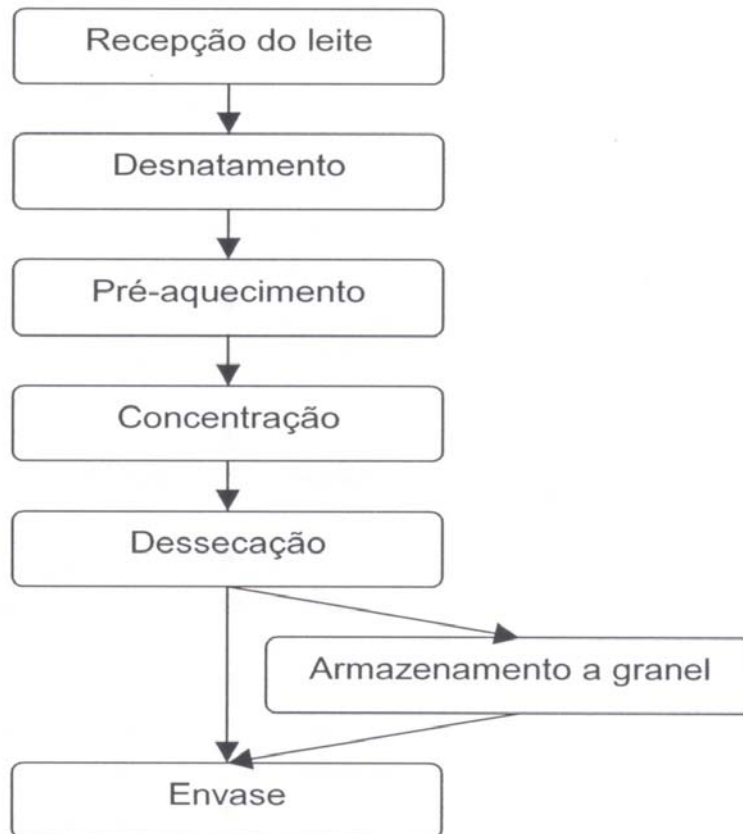 Recepção do leite
Desnatamento
Pré-aquecimento
Concentração
Dessecação
Armazenamento a granel
Envase